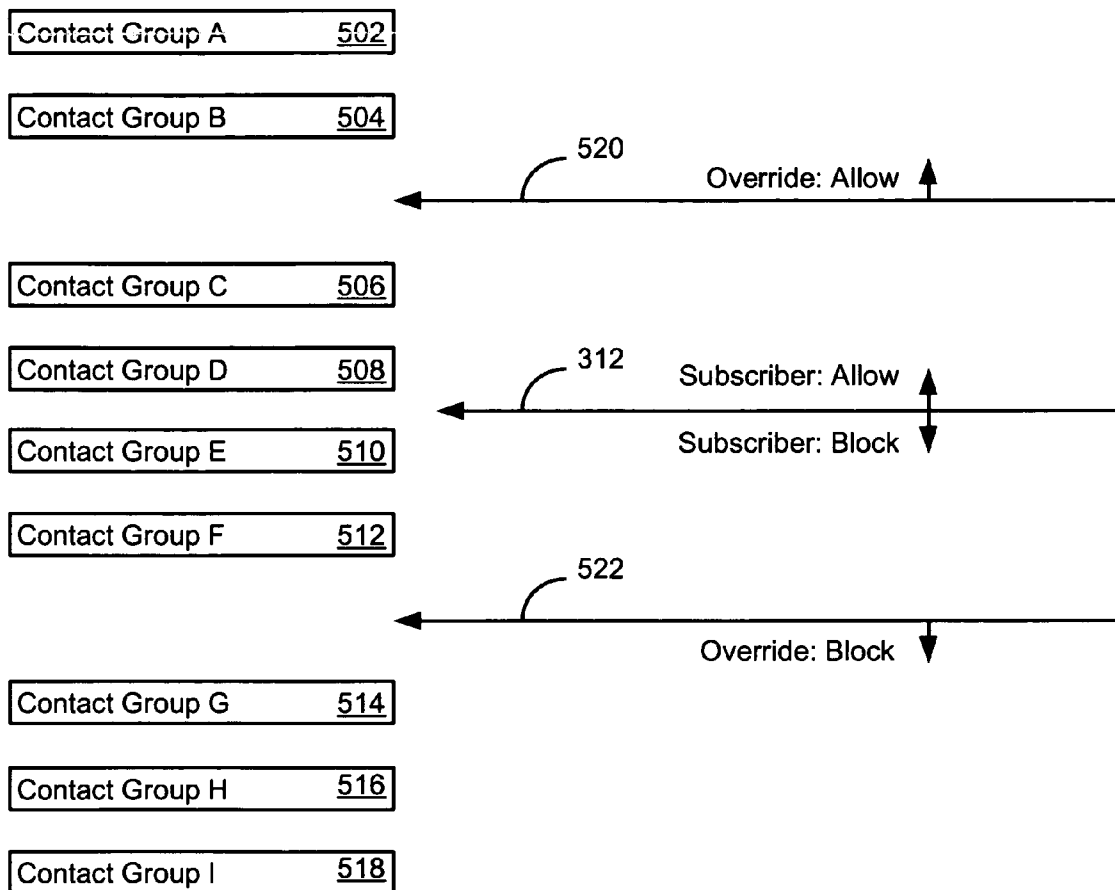 Contact Group A 502
Contact Group B 504
520
Override: Allow
Contact Group C 506
312
Contact Group D 508
Subscriber: Allow
Contact Group E 510
Subscriber: Block
Contact Group F 512
522
Override: Block
Contact Group G 514
Contact Group H 516
Contact Group I 518